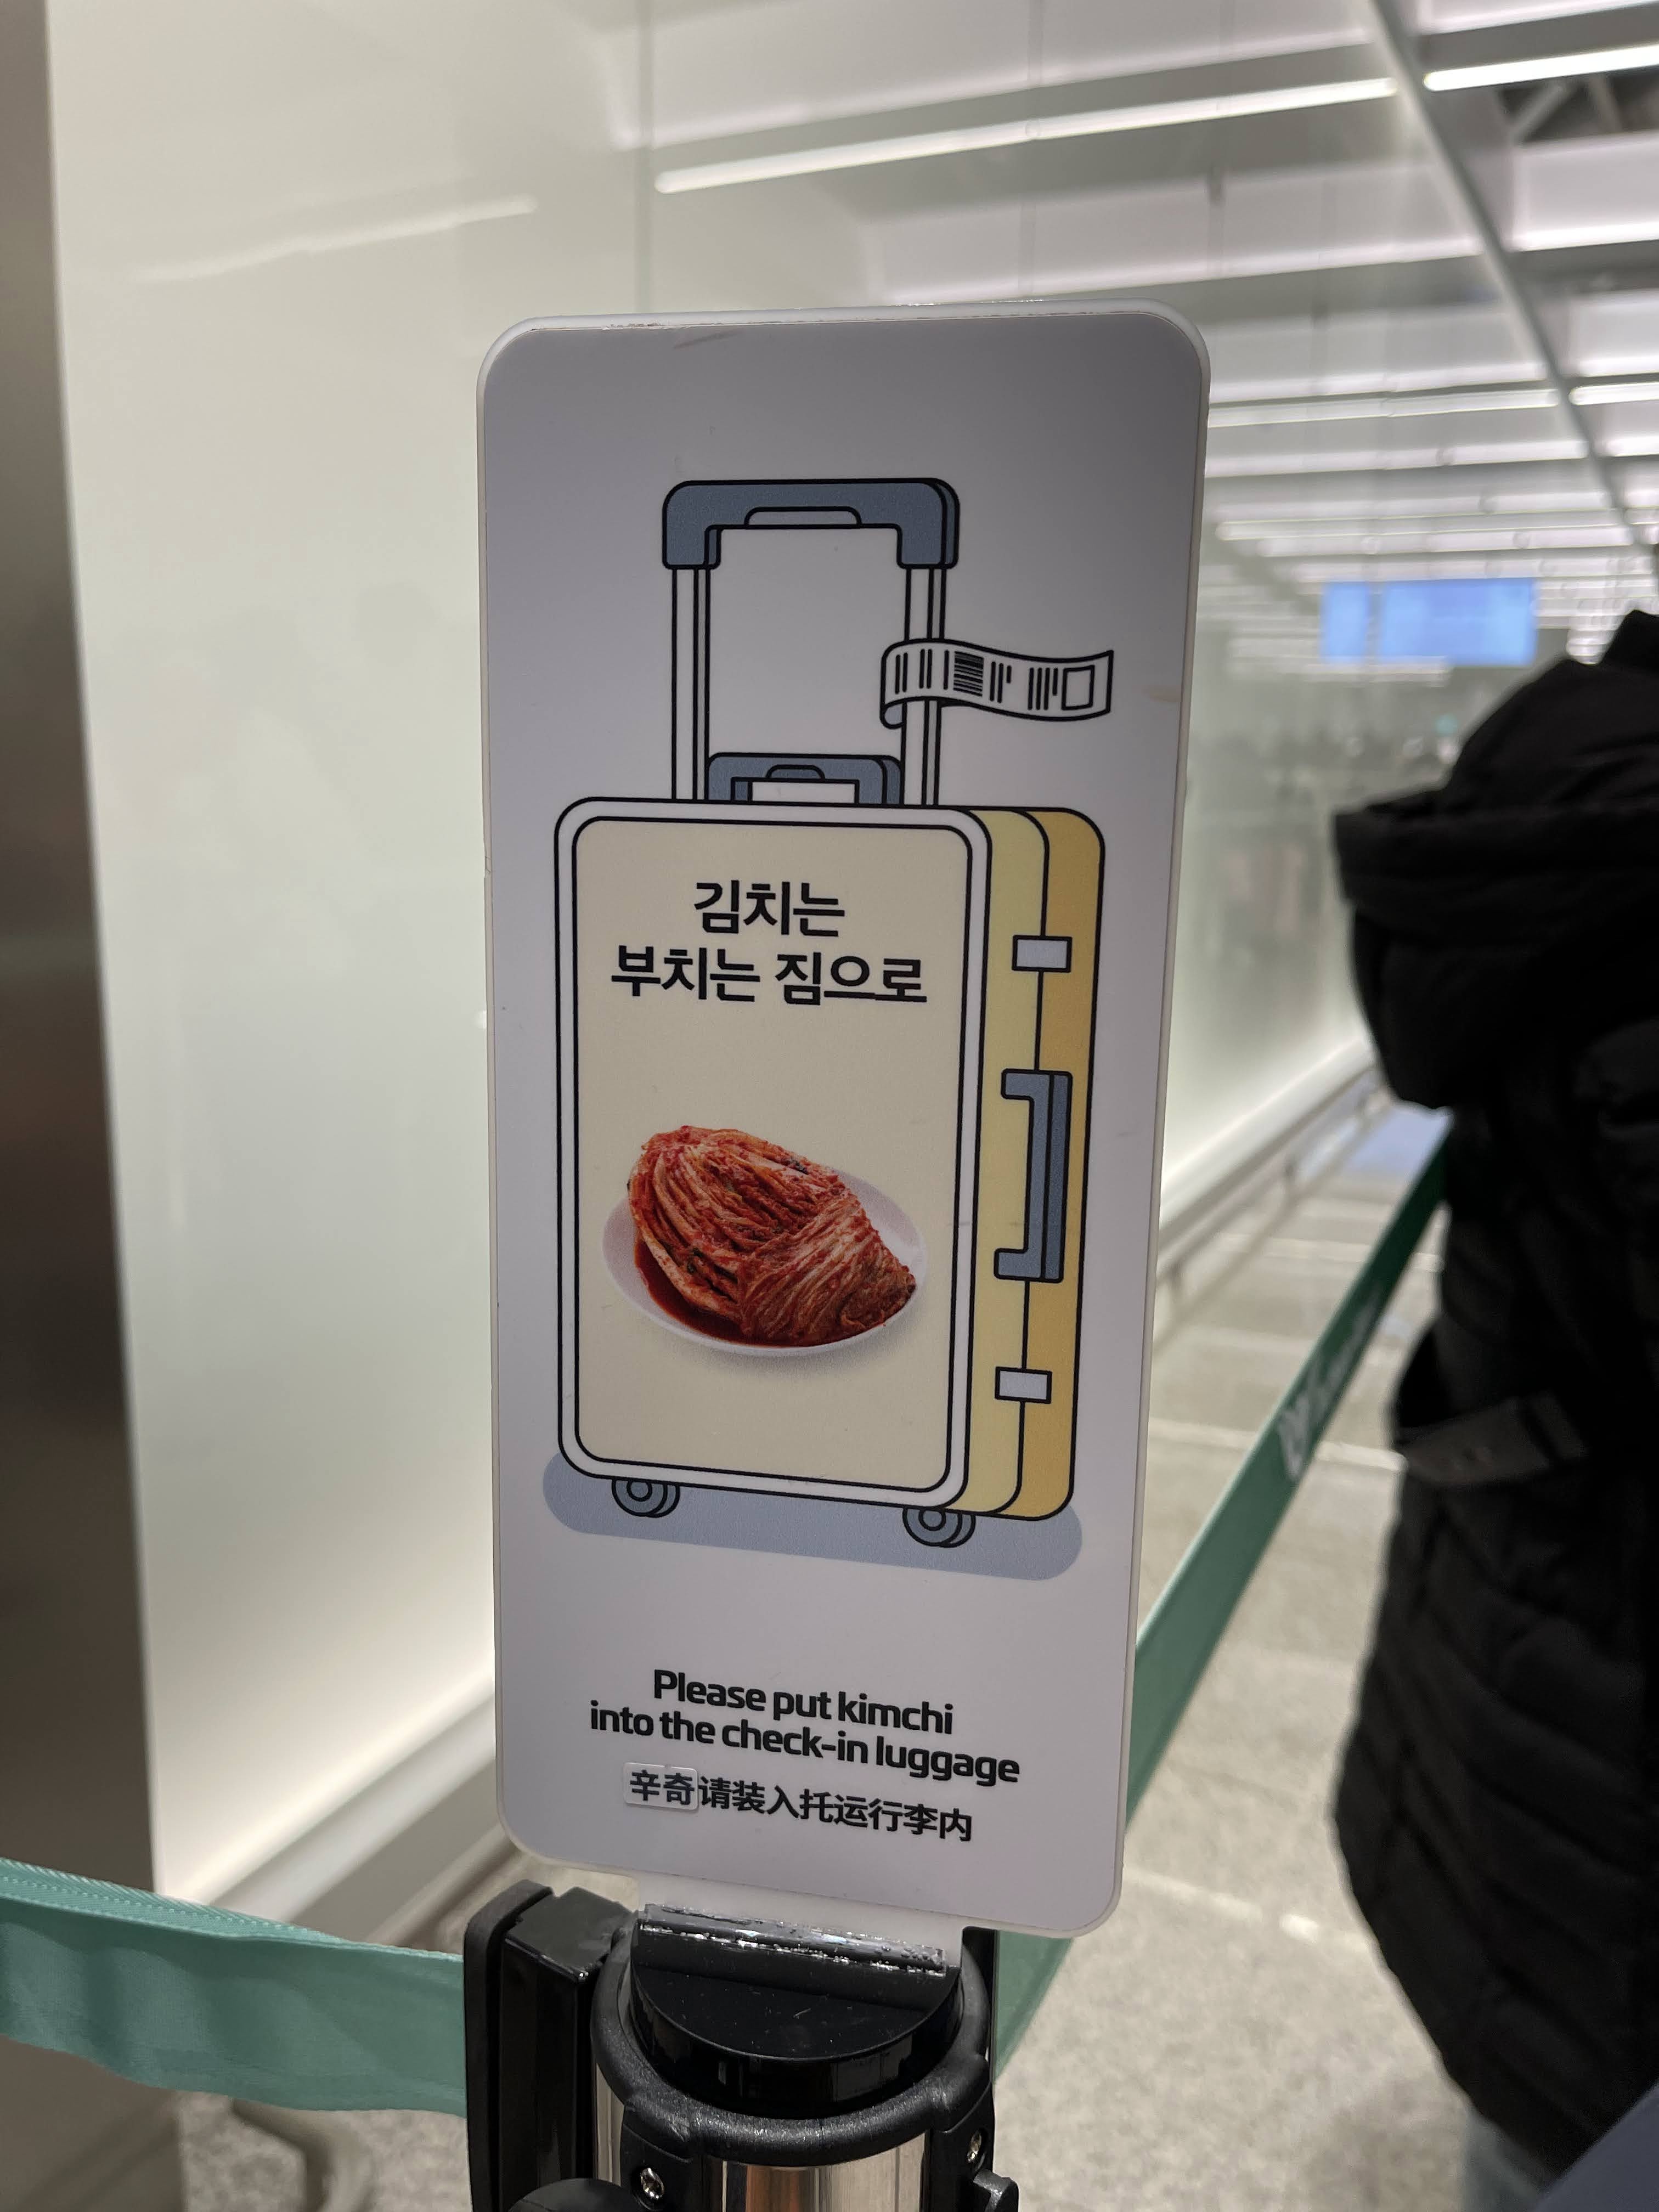 김치는
부치는 짐으로
Please put kimchi
into the check-in luggage
辛奇请装入托运行李内